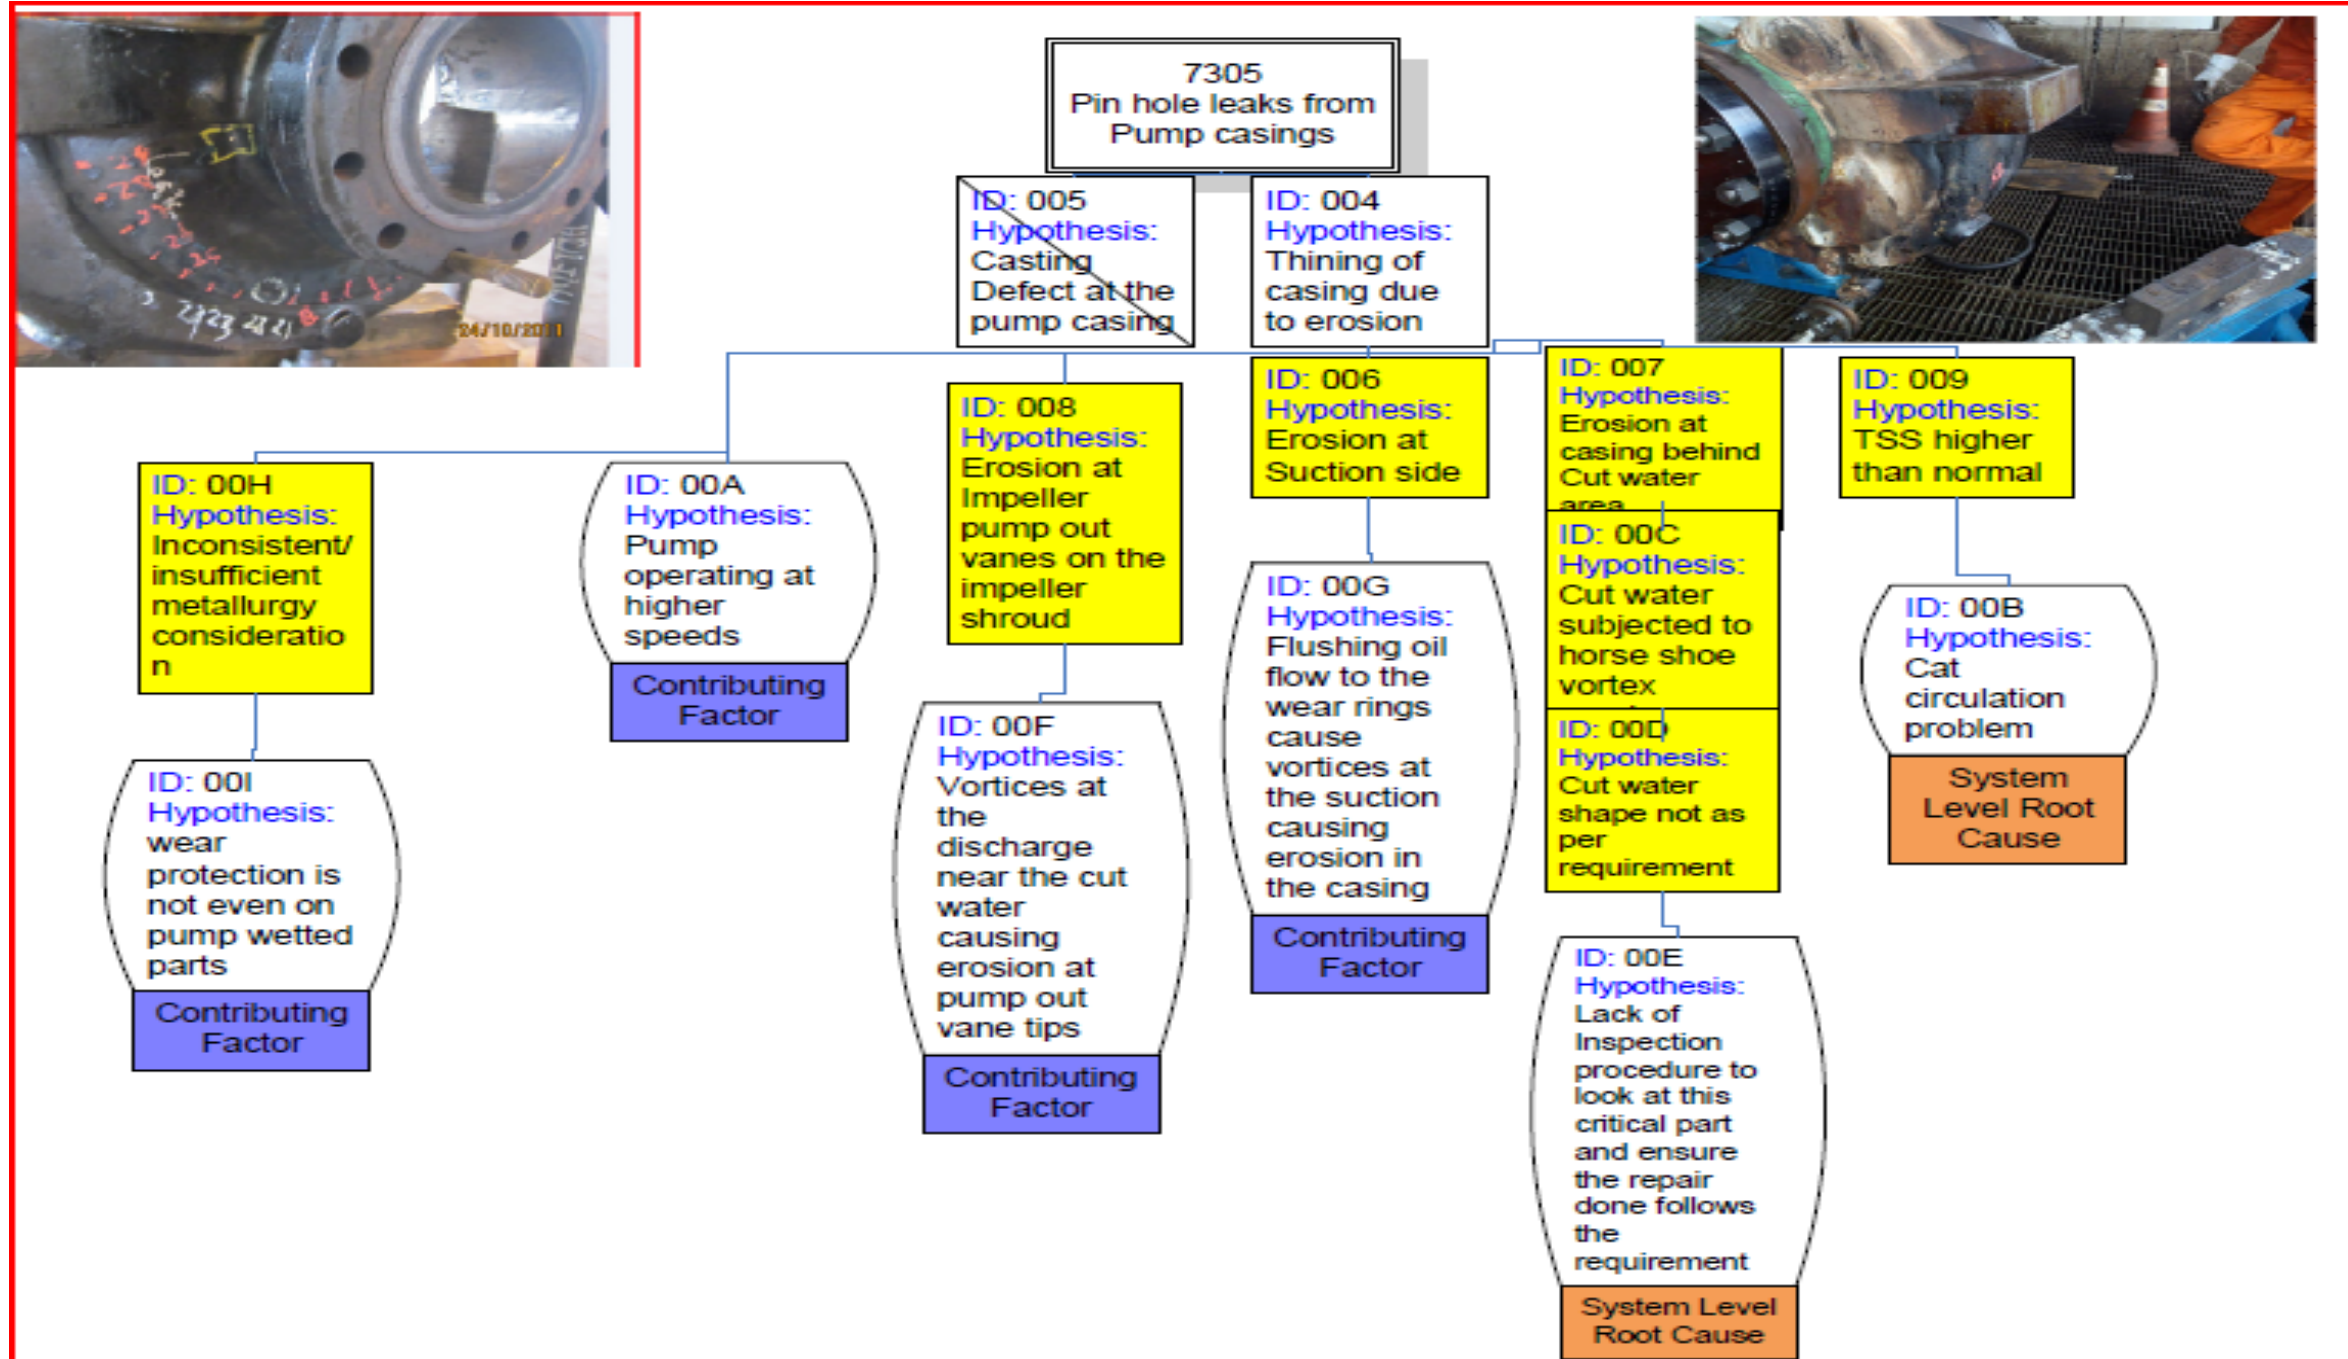 7305
Pin hole leaks from
Pump casings
ID: 005
Hypothesis:
Casting
Defect at the
pump casing
ID: 004
Hypothesis:
Thining of
casing due
to erosion
ID: 00H
Hypothesis:
Inconsistent/
insufficient
metallurgy
consideratio
n
ID: 00I
Hypothesis:
wear
protection is
not even on
pump wetted
parts
Contributing
Factor
ID: 00A
Hypothesis:
Pump
operating at
higher
speeds
Contributing
Factor
ID: 008
Hypothesis:
Erosion at
Impeller
pump out
vanes on the
impeller
shroud
ID: 00F
Hypothesis:
Vortices at
the
discharge
near the cut
water
causing
erosion at
pump out
vane tips
Contributing
Factor
ID: 006
Hypothesis:
Erosion at
Suction side
ID: 00G
Hypothesis:
Flushing oil
flow to the
wear rings
cause
vortices at
the suction
causing
erosion in
the casing
Contributing
Factor
ID: 007
Hypothesis:
Erosion at
casing behind
Cut water
area
ID: 00C
Hypothesis:
Cut water
subjected to
horse shoe
vortex
ID: 00D
Hypothesis:
Cut water
shape not as
per
requirement
ID: 00E
Hypothesis:
Lack of
Inspection
procedure to
look at this
critical part
and ensure
the repair
done follows
the
requirement
System Level
Root Cause
ID: 009
Hypothesis:
TSS higher
than normal
ID: 00B
Hypothesis:
Cat
circulation
problem
System
Level Root
Cause
24/10/2011